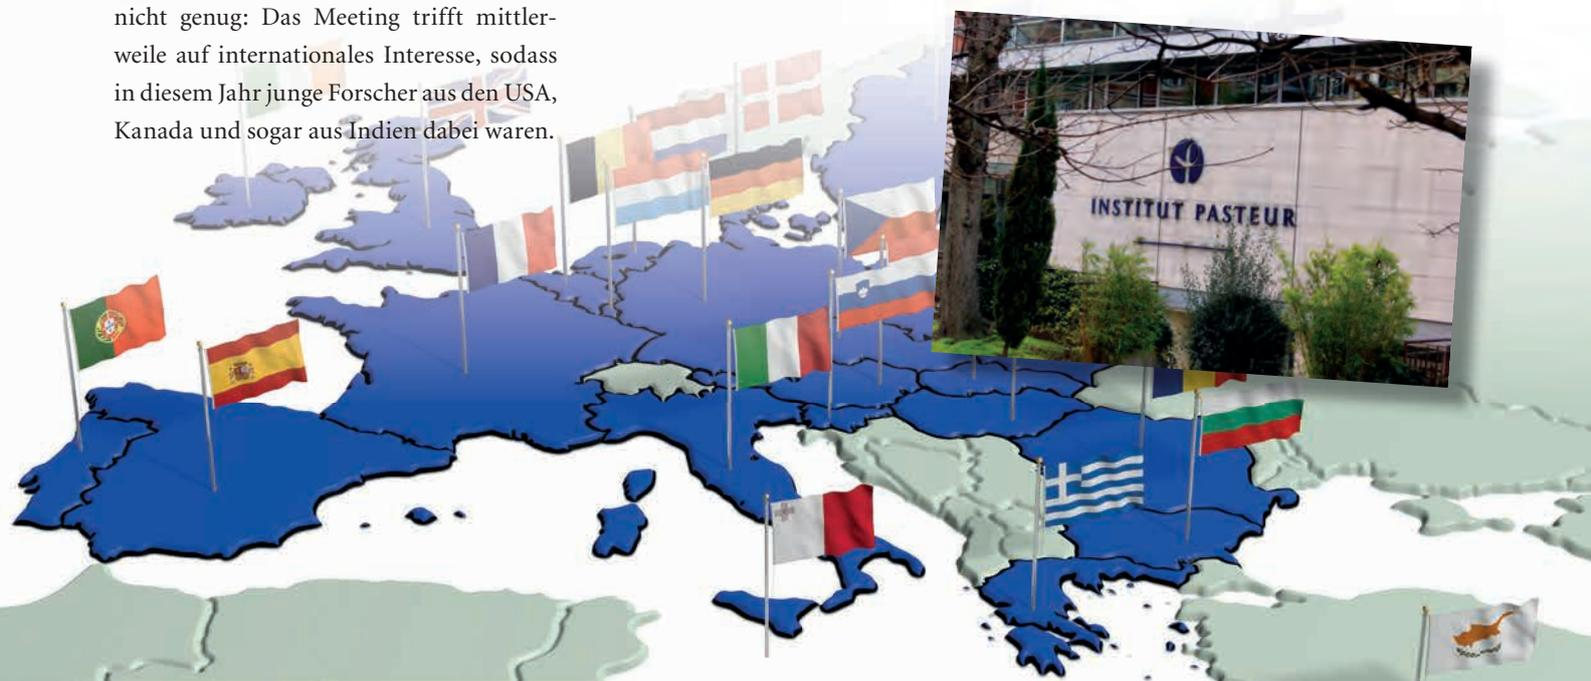 nicht genug: Das Meeting trifft mittler-
weile auf internationales Interesse, sodass
in diesem Jahr junge Forscher aus den USA,
Kanada und sogar aus Indien dabei waren.
INSTITUT PASTEUR